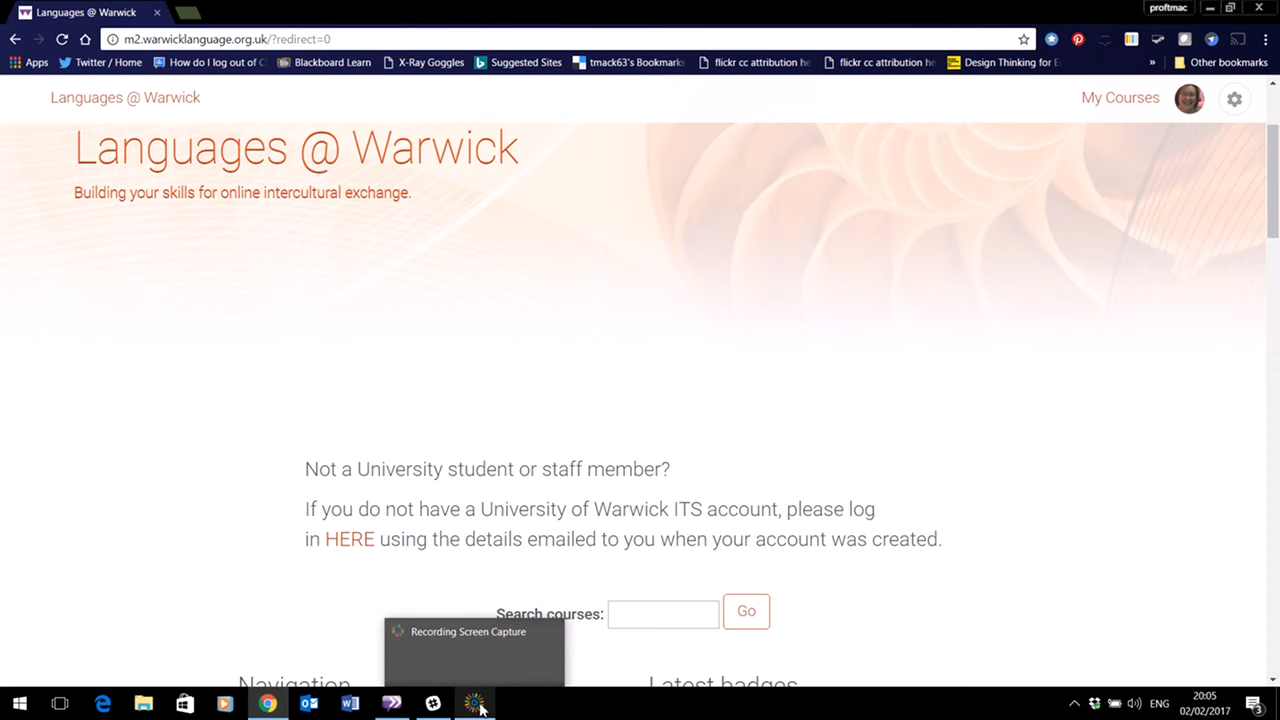 Languages @ Warwick
proftmac
m2.warwicklanguage.org.uk/?redirect=0
Apps Twitter / Home How do I log out of Blackboard Learn X-Ray Goggles Suggested Sites tmack63's Bookmarks flickr cc attribution he flickr cc attribution he Design Thinking for E » Other bookmarks
Languages @ Warwick My Courses
Languages @ Warwick
Building your skills for online intercultural exchange.
Not a University student or staff member?
If you do not have a University of Warwick ITS account, please log
in HERE using the details emailed to you when your account was created.
Search courses: Go
Recording Screen Capture
Navigation Latest badges
ENG 20:05
02/02/2017
3